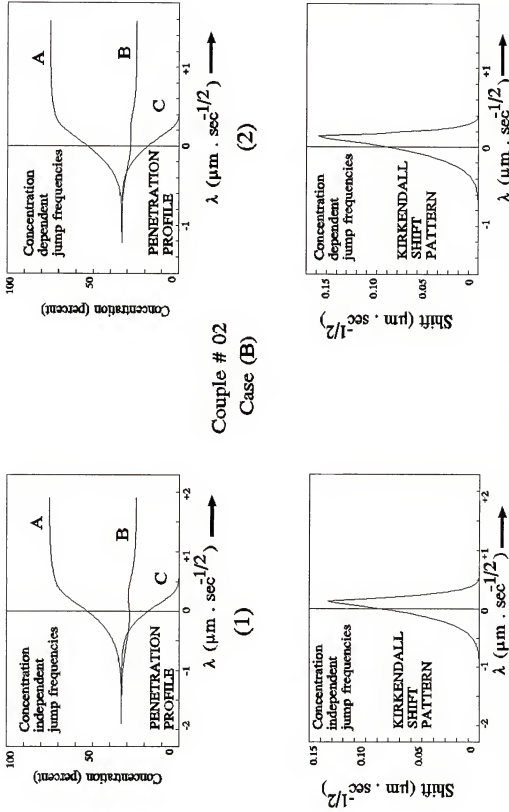 Concentration (percent)
100
50
0
Concentration
independent
jump frequencies
PENETRATION
PROFILE
A
B
C
-2 -1 0 +1 +2
λ (μm . sec^-1/2)
(1)
Concentration (percent)
100
50
0
Concentration
dependent
jump frequencies
PENETRATION
PROFILE
A
B
C
-1 0 +1
λ (μm . sec^-1/2)
(2)
Couple # 02
Case (B)
Shift (μm . sec^-1/2)
0.15
0.10
0.05
0
Concentration
independent
jump frequencies
KIRKENDALL
SHIFT
PATTERN
-2 -1 0 +1 +2
λ (μm . sec^-1/2)
Shift (μm . sec^-1/2)
0.15
0.10
0.05
0
Concentration
dependent
jump frequencies
KIRKENDALL
SHIFT
PATTERN
-1 0 +1
λ (μm . sec^-1/2)